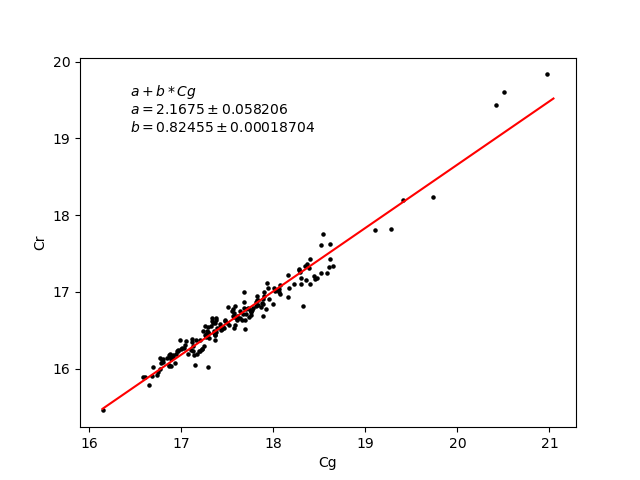 20
19
18
17
16
a + b * Cg
a = 2.1675 ± 0.058206
b = 0.82455 ± 0.00018704
Cr
16 17 18 19 20 21
Cg